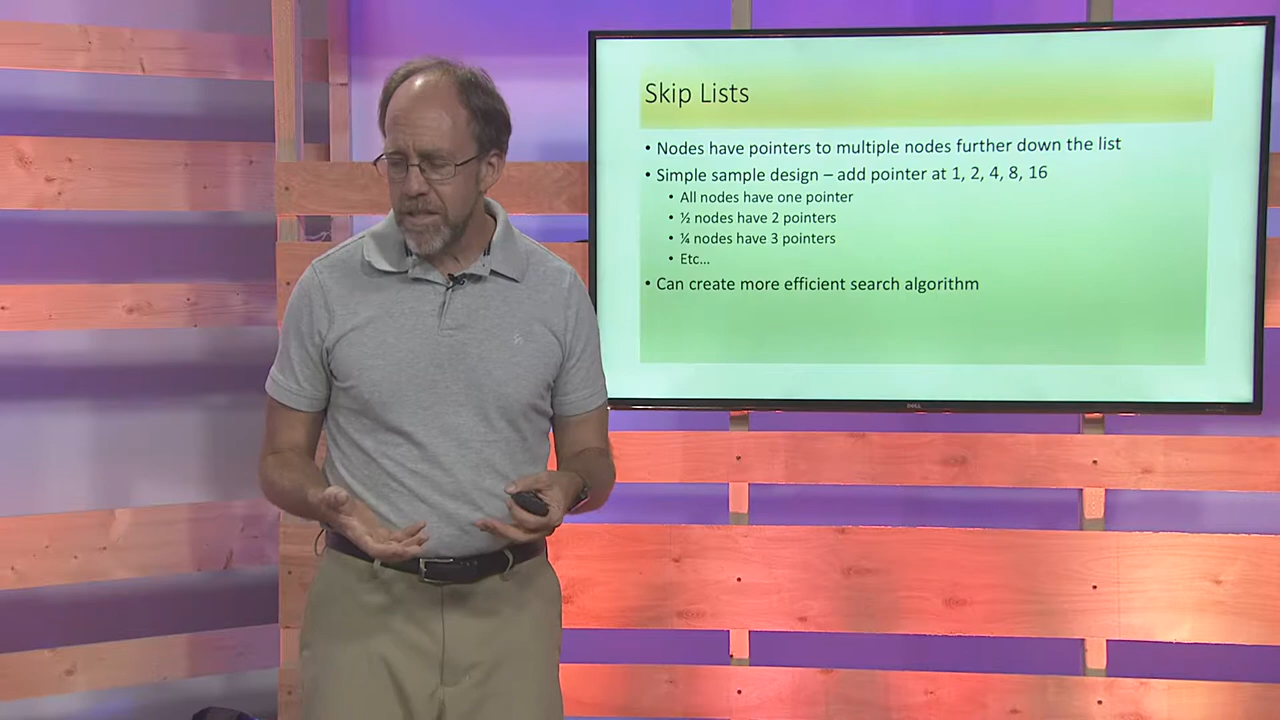 Skip Lists
• Nodes have pointers to multiple nodes further down the list
• Simple sample design – add pointer at 1, 2, 4, 8, 16
• All nodes have one pointer
• ½ nodes have 2 pointers
• ¼ nodes have 3 pointers
• Etc...
• Can create more efficient search algorithm
DELL